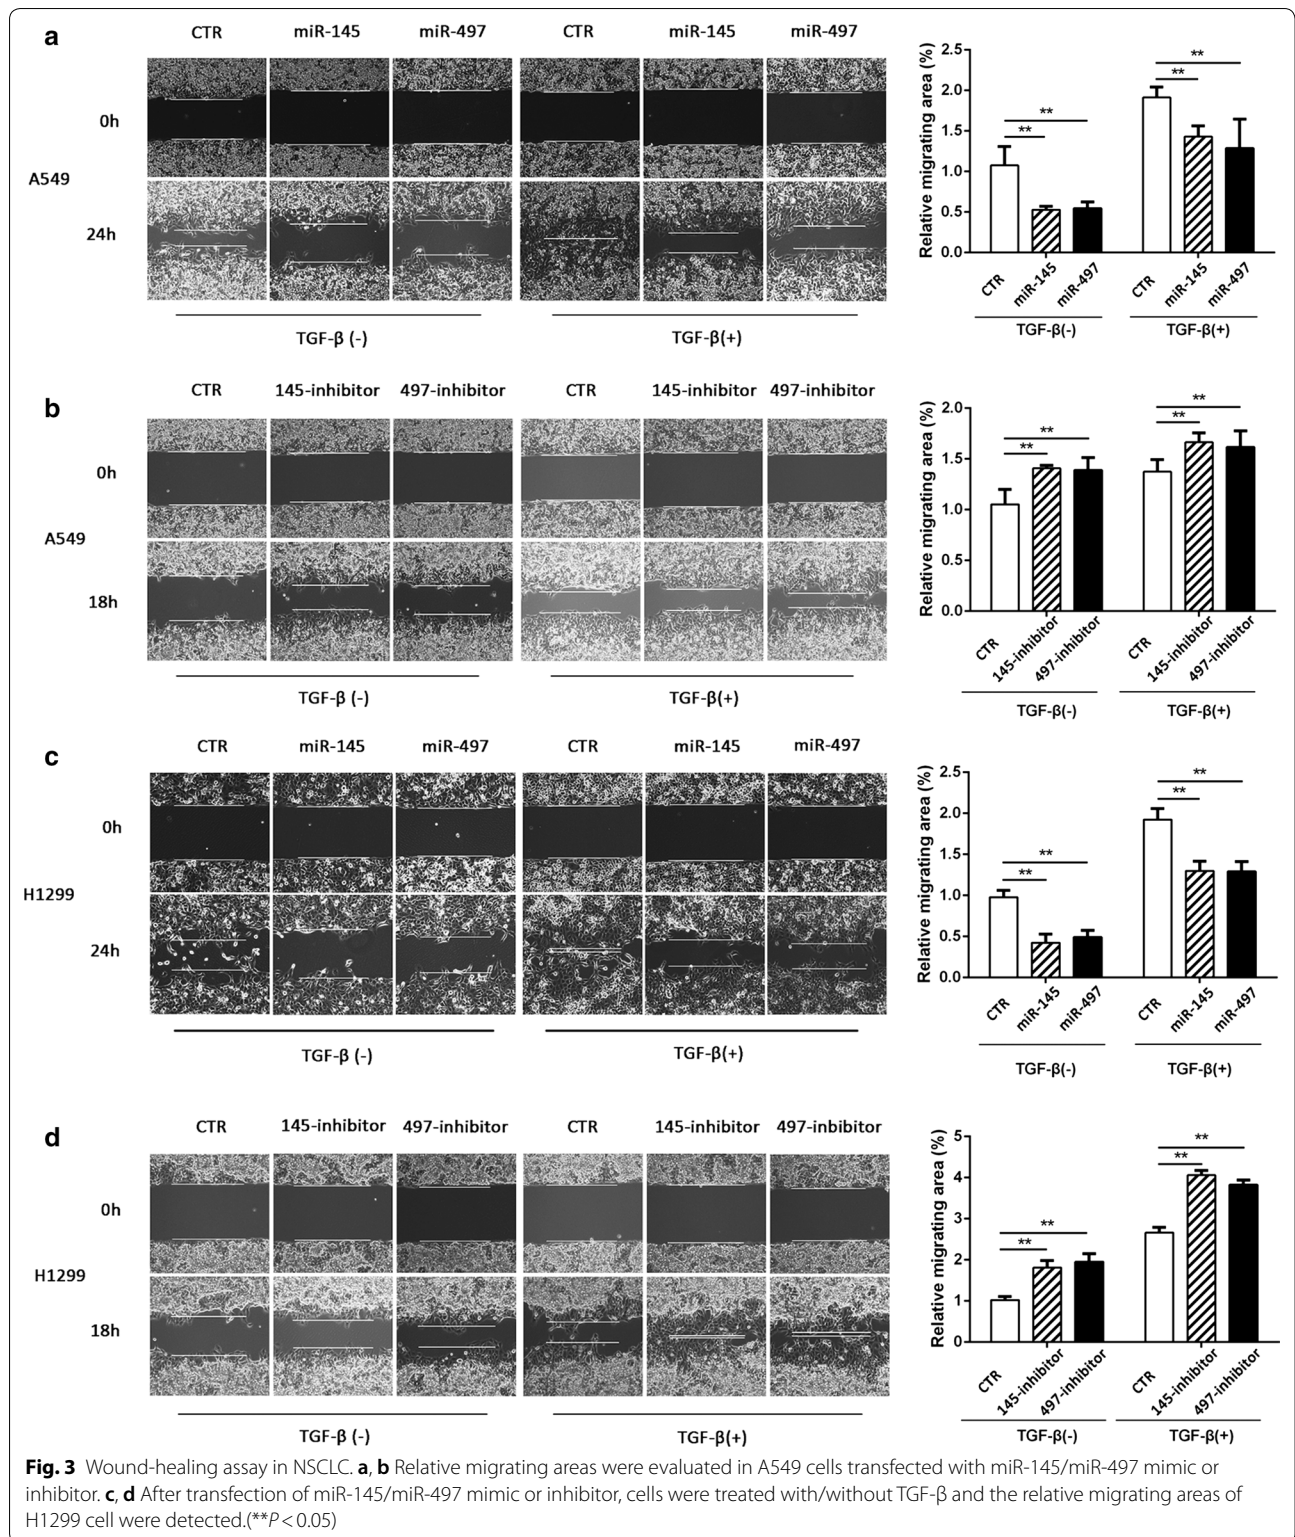 a
CTR miR-145 miR-497 CTR miR-145 miR-497
0h
A549
24h
TGF-β (-) TGF-β(+)
Relative migrating area (%)
2.5
2.0
1.5
1.0
0.5
0.0
** ** ** **
CTR miR-145 miR-497 CTR miR-145 miR-497
TGF-β(-) TGF-β(+)
b
CTR 145-inhibitor 497-inhibitor CTR 145-inhibitor 497-inhibitor
0h
A549
18h
TGF-β (-) TGF-β(+)
Relative migrating area (%)
2.0
1.5
1.0
0.5
0.0
** ** ** **
CTR 145-inhibitor 497-inhibitor CTR 145-inhibitor 497-inhibitor
TGF-β(-) TGF-β(+)
c
CTR miR-145 miR-497 CTR miR-145 miR-497
0h
H1299
24h
TGF-β (-) TGF-β(+)
Relative migrating area (%)
2.5
2.0
1.5
1.0
0.5
0.0
** ** ** **
CTR miR-145 miR-497 CTR miR-145 miR-497
TGF-β(-) TGF-β(+)
d
CTR 145-inhibitor 497-inhibitor CTR 145-inhibitor 497-inbibitor
0h
H1299
18h
TGF-β (-) TGF-β(+)
Relative migrating area (%)
5
4
3
2
1
0
** ** ** **
CTR 145-inhibitor 497-inhibitor CTR 145-inhibitor 497-inhibitor
TGF-β(-) TGF-β(+)
Fig. 3 Wound-healing assay in NSCLC. a, b Relative migrating areas were evaluated in A549 cells transfected with miR-145/miR-497 mimic or
inhibitor. c, d After transfection of miR-145/miR-497 mimic or inhibitor, cells were treated with/without TGF-β and the relative migrating areas of
H1299 cell were detected.(**P < 0.05)